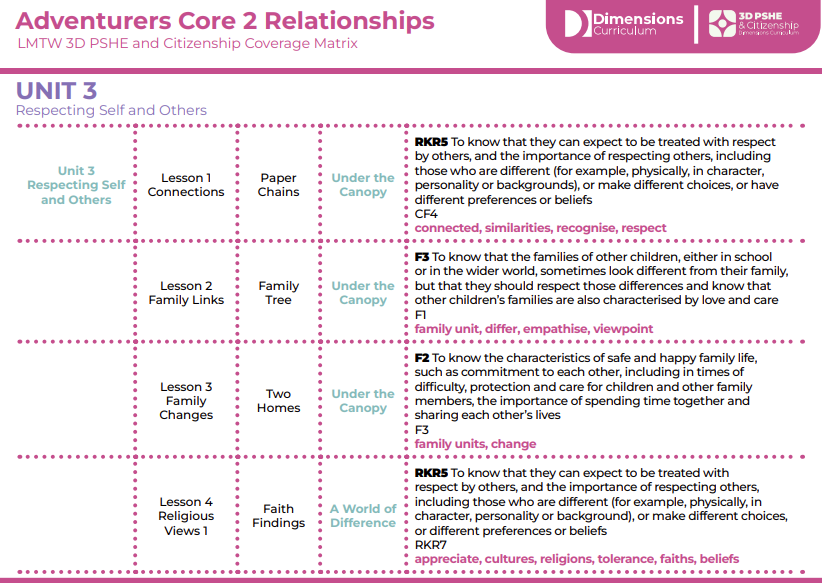 Adventurers Core 2 Relationships
LMTW 3D PSHE and Citizenship Coverage Matrix
Dimensions
Curriculum
3D PSHE
& Citizenship
Dimensions Curriculum
UNIT 3
Respecting Self and Others
Unit 3
Respecting Self
and Others
Lesson 1
Connections
Paper
Chains
Under the
Canopy
RKR5 To know that they can expect to be treated with respect
by others, and the importance of respecting others, including
those who are different (for example, physically, in character,
personality or backgrounds), or make different choices, or have
different preferences or beliefs
CF4
connected, similarities, recognise, respect
Lesson 2
Family Links
Family
Tree
Under the
Canopy
F3 To know that the families of other children, either in school
or in the wider world, sometimes look different from their family,
but that they should respect those differences and know that
other children's families are also characterised by love and care
F1
family unit, differ, empathise, viewpoint
Lesson 3
Family
Changes
Two
Homes
Under the
Canopy
F2 To know the characteristics of safe and happy family life,
such as commitment to each other, including in times of
difficulty, protection and care for children and other family
members, the importance of spending time together and
sharing each other's lives
F3
family units, change
Lesson 4
Religious
Views 1
Faith
Findings
A World of
Difference
RKR5 To know that they can expect to be treated with
respect by others, and the importance of respecting others,
including those who are different (for example, physically, in
character, personality or background), or make different choices,
or different preferences or beliefs
RKR7
appreciate, cultures, religions, tolerance, faiths, beliefs